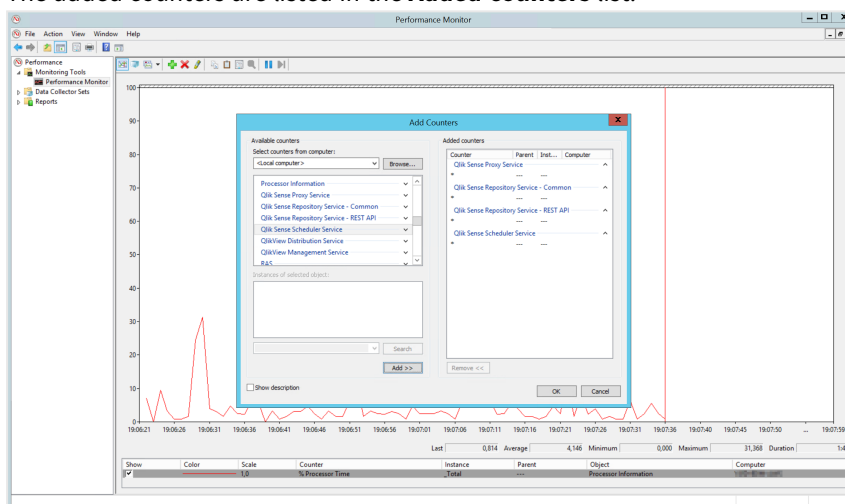 The added counters are listed in the Added counters list.
Performance Monitor
File Action View Window Help
Performance
Monitoring Tools
Performance Monitor
Data Collector Sets
Reports
100
90
80
70
60
50
40
30
20
10
0
Add Counters
Available counters
Select counters from computer:
<Local computer>
Browse...
Processor Information
Qlik Sense Proxy Service
Qlik Sense Repository Service - Common
Qlik Sense Repository Service - REST API
Qlik Sense Scheduler Service
QlikView Distribution Service
QlikView Management Service
RAS
Instances of selected object:
Search
Add >>
Show description
Added counters
Counter Parent Inst... Computer
Qlik Sense Proxy Service
* --- ---
Qlik Sense Repository Service - Common
* --- ---
Qlik Sense Repository Service - REST API
* --- ---
Qlik Sense Scheduler Service
* --- ---
Remove <<
OK Cancel
19:06:21 19:06:26 19:06:31 19:06:36 19:06:41 19:06:46 19:06:51 19:06:56 19:07:01 19:07:06 19:07:11 19:07:16 19:07:21 19:07:26 19:07:31 19:07:36 19:07:40 19:07:45 19:07:50 ... 19:07:59
Last 0,814 Average 4,146 Minimum 0,000 Maximum 31,368 Duration 1:4
Show Color Scale Counter Instance Parent Object Computer
1,0 % Processor Time _Total --- Processor Information